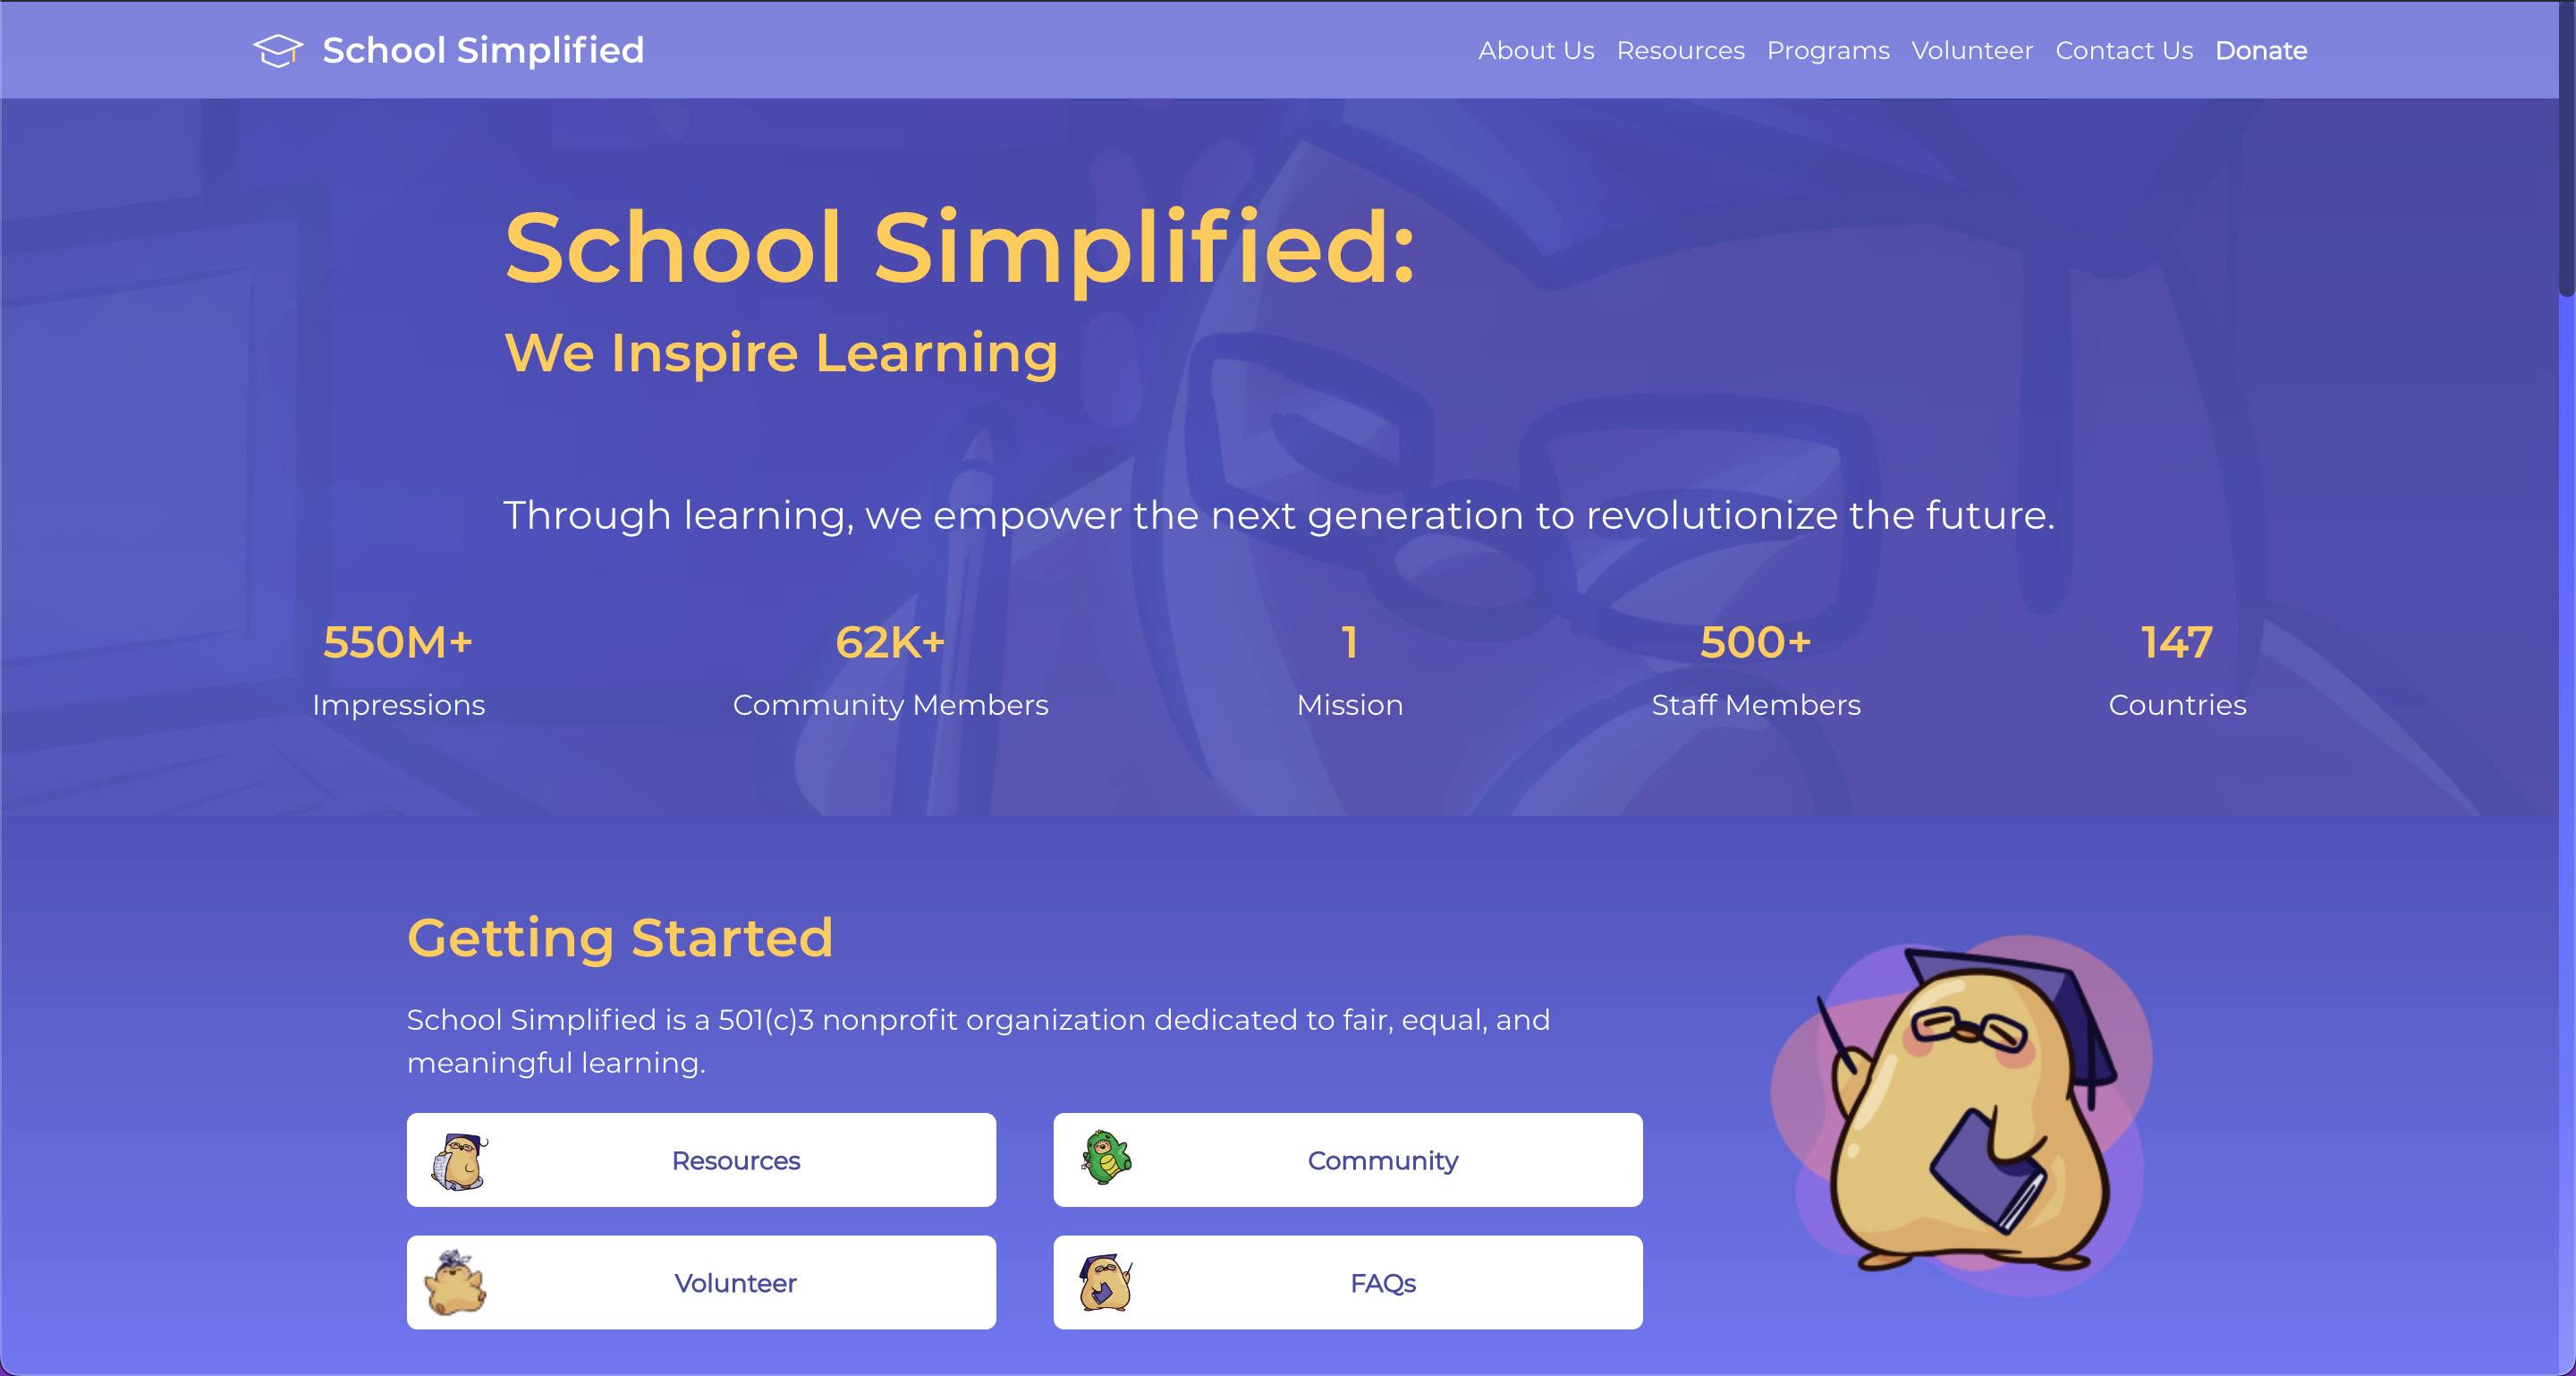 School Simplified
About Us Resources Programs Volunteer Contact Us Donate
School Simplified:
We Inspire Learning
Through learning, we empower the next generation to revolutionize the future.
550M+ 62K+ 1 500+ 147
Impressions Community Members Mission Staff Members Countries
Getting Started
School Simplified is a 501(c)3 nonprofit organization dedicated to fair, equal, and
meaningful learning.
Resources
Community
Volunteer
FAQs